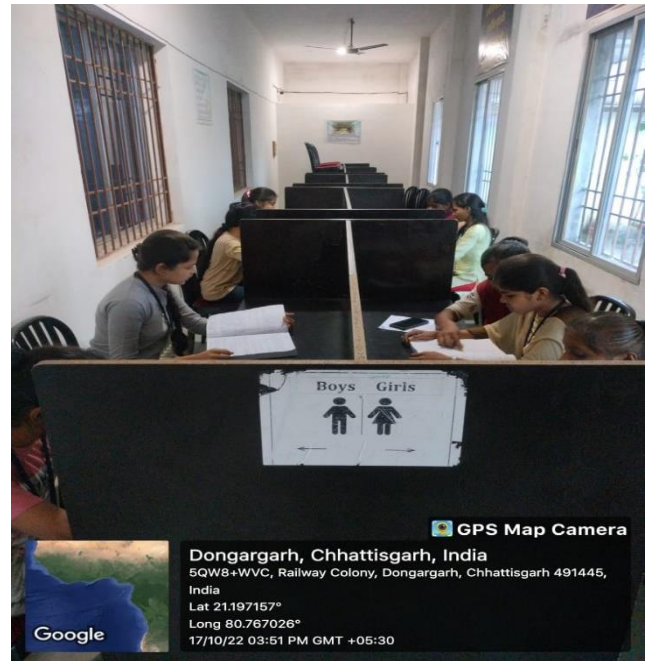 Boys Girls
GPS Map Camera
Dongargarh, Chhattisgarh, India
5QW8+WVC, Railway Colony, Dongargarh, Chhattisgarh 491445,
India
Lat 21.197157°
Long 80.767026°
17/10/22 03:51 PM GMT +05:30
Google